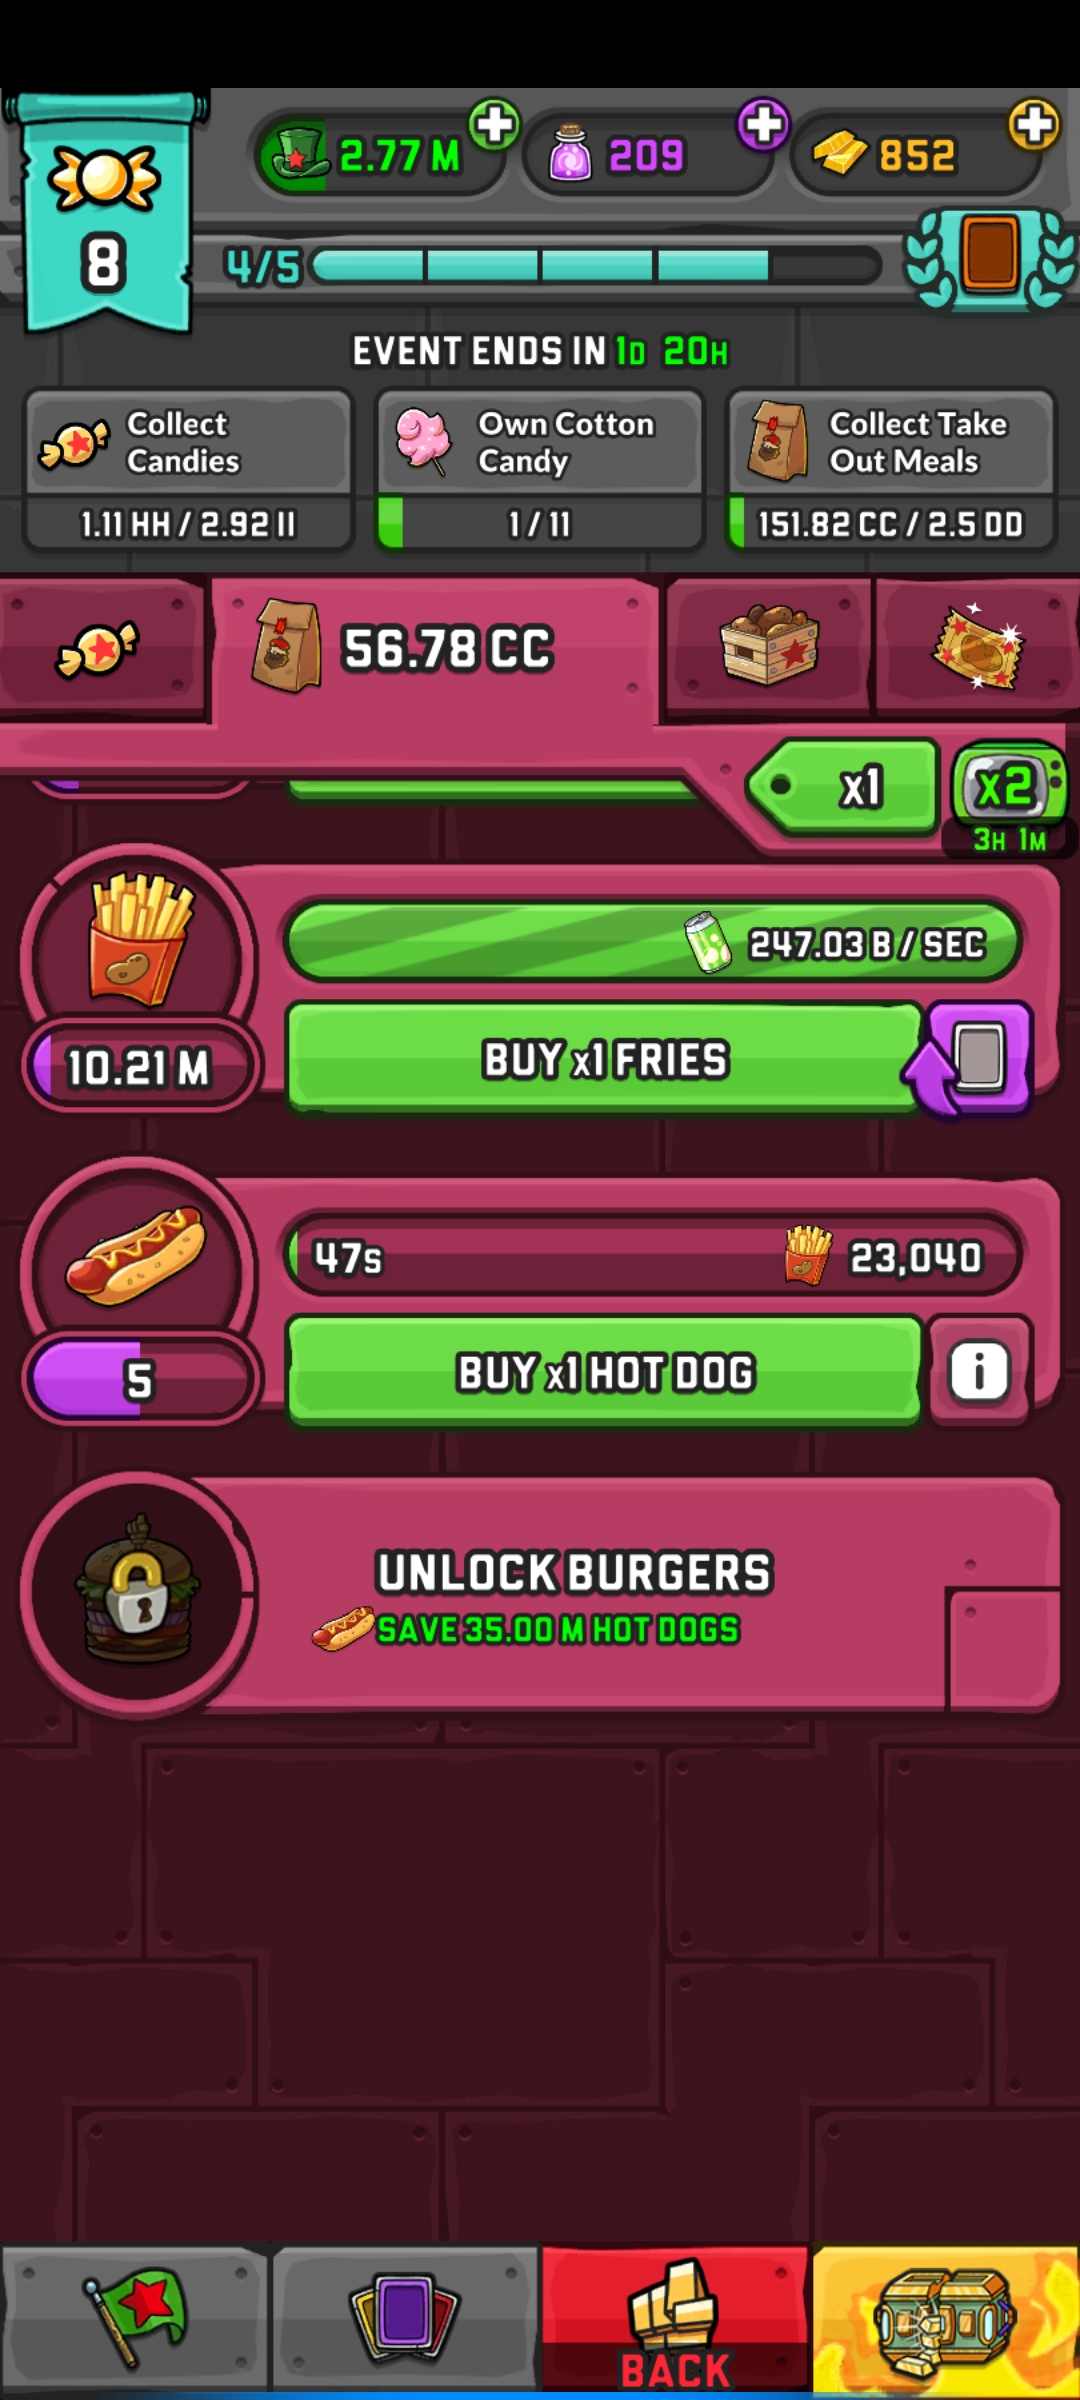 2.77 M
209
852
8
4/5
EVENT ENDS IN 1D 20H
Collect
Candies
1.11 HH / 2.92 II
Own Cotton
Candy
1 / 11
Collect Take
Out Meals
151.82 CC / 2.5 DD
56.78 CC
x1
x2
3H 1M
247.03 B / SEC
10.21 M
BUY x1 FRIES
47s
23,040
5
BUY x1 HOT DOG
i
UNLOCK BURGERS
SAVE 35.00 M HOT DOGS
BACK